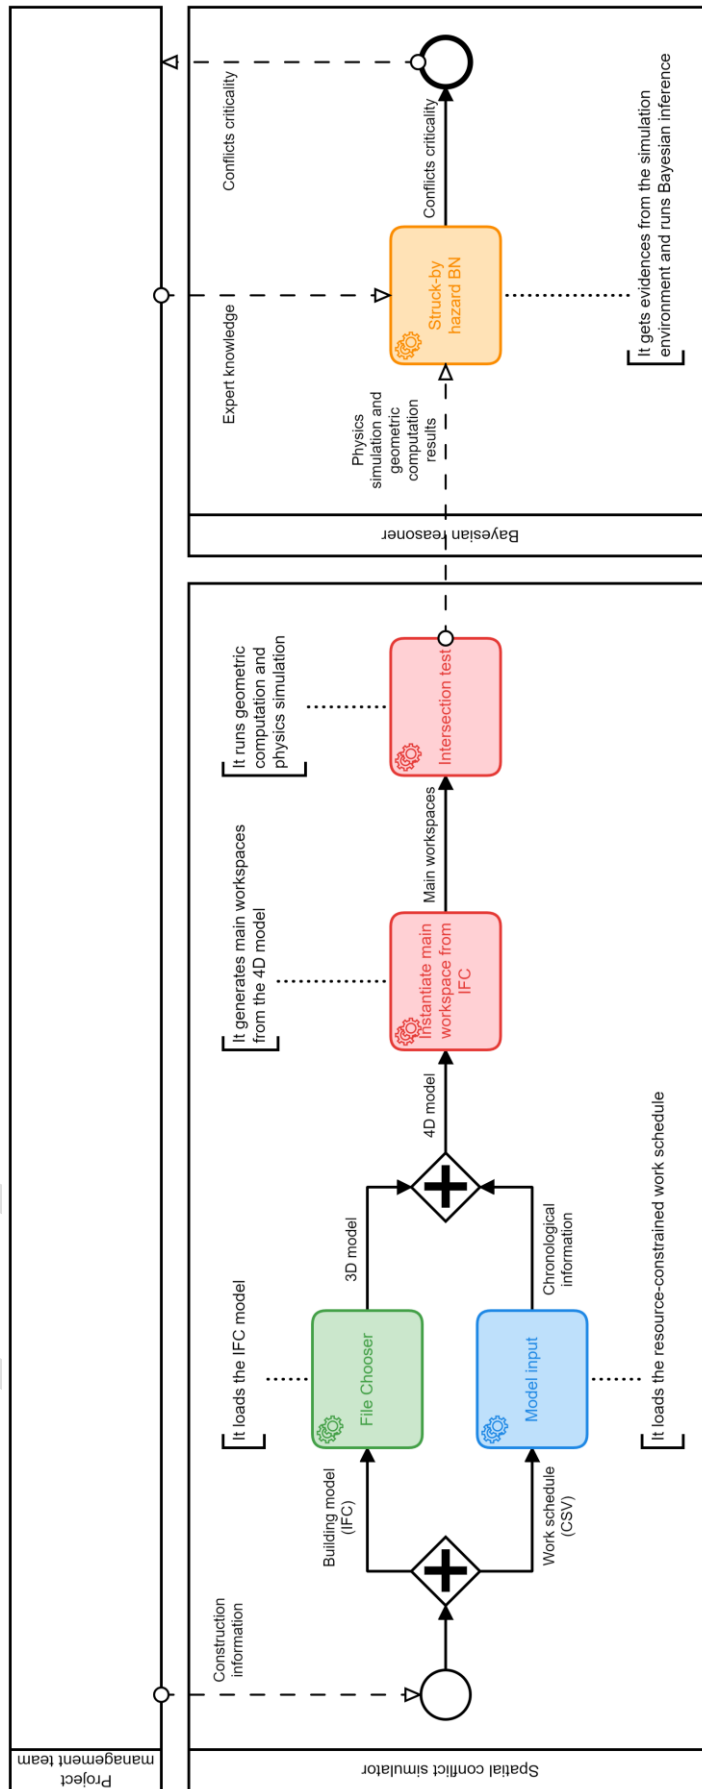 Project
management team
Spatial conflict simulator
Construction
information
Building model
(IFC)
Work schedule
(CSV)
It loads the IFC model
File Chooser
Model input
It loads the resource-constrained work schedule
3D model
Chronological
information
4D model
It generates main workspaces
from the 4D model
Instantiate main
workspace from
IFC
Main workspaces
It runs geometric
computation and
physics simulation
Intersection test
Bayesian reasoner
Physics
simulation and
geometric
computation
results
Expert knowledge
Struck-by
hazard BN
It gets evidences from the simulation
environment and runs Bayesian inference
Conflicts criticality
Conflicts criticality